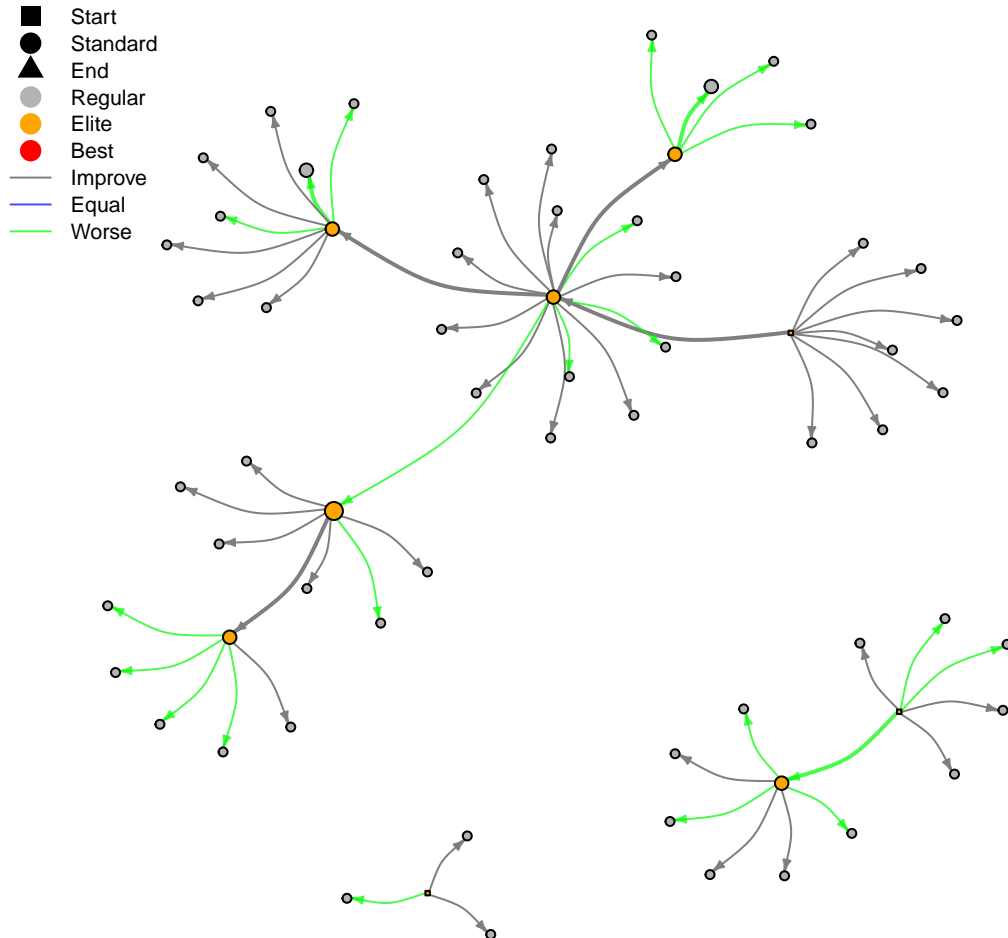 Start
Standard
End
Regular
Elite
Best
Improve
Equal
Worse